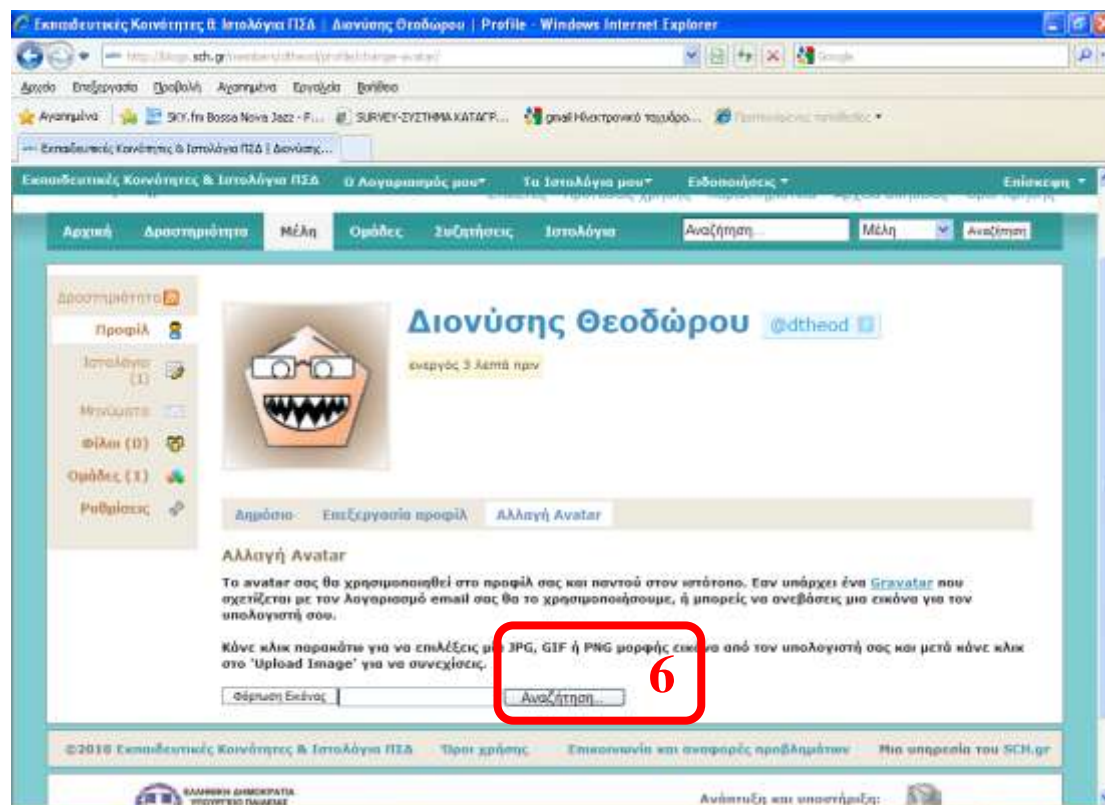 Εκπαιδευτικές Κοινότητες & Ιστολόγια ΠΣΔ | Διονύσης Θεοδώρου | Profile - Windows Internet Explorer
Αρχείο Επεξεργασία Προβολή Αγαπημένα Εργαλεία Βοήθεια
Αγαπημένα SKY.fm Bossa Nova Jazz - F... SURVEY-ΣΥΣΤΗΜΑ ΚΑΤΑΓΡ... gmail Ηλεκτρονικό ταχυδρο...
Εκπαιδευτικές Κοινότητες & Ιστολόγια ΠΣΔ | Διονύσης...
Εκπαιδευτικές Κοινότητες & Ιστολόγια ΠΣΔ Ο Λογαριασμός μου Τα Ιστολόγια μου Ειδοποιήσεις Επίσκεψη
Αρχική Δραστηριότητα Μέλη Ομάδες Συζητήσεις Ιστολόγια Αναζήτηση... Μέλη Αναζήτηση
Δραστηριότητα
Προφίλ
Ιστολόγια
(1)
Μηνύματα
Φίλοι (0)
Ομάδες (1)
Ρυθμίσεις
Διονύσης Θεοδώρου @dtheod
ενεργός 3 λεπτά πριν
Δημόσιο Επεξεργασία προφίλ Αλλαγή Avatar
Αλλαγή Avatar
Το avatar σας θα χρησιμοποιηθεί στο προφίλ σας και παντού στον ιστότοπο. Εαν υπάρχει ένα Gravatar που
σχετίζεται με τον λογαριασμό email σας θα το χρησιμοποιήσουμε, ή μπορείς να ανεβάσεις μια εικόνα για τον
υπολογιστή σου.
Κάνε κλικ παρακάτω για να επιλέξεις μια JPG, GIF ή PNG μορφής εικόνα από τον υπολογιστή σας και μετά κάνε κλικ
στο 'Upload Image' για να συνεχίσεις.
6
Φόρτωση Εικόνας Αναζήτηση...
©2010 Εκπαιδευτικές Κοινότητες & Ιστολόγια ΠΣΔ Όροι χρήσης Επικοινωνία και αναφορές προβλημάτων Μια υπηρεσία του SCH.gr
ΕΛΛΗΝΙΚΗ ΔΗΜΟΚΡΑΤΙΑ
ΥΠΟΥΡΓΕΙΟ ΠΑΙΔΕΙΑΣ
Ανάπτυξη και υποστήριξη: